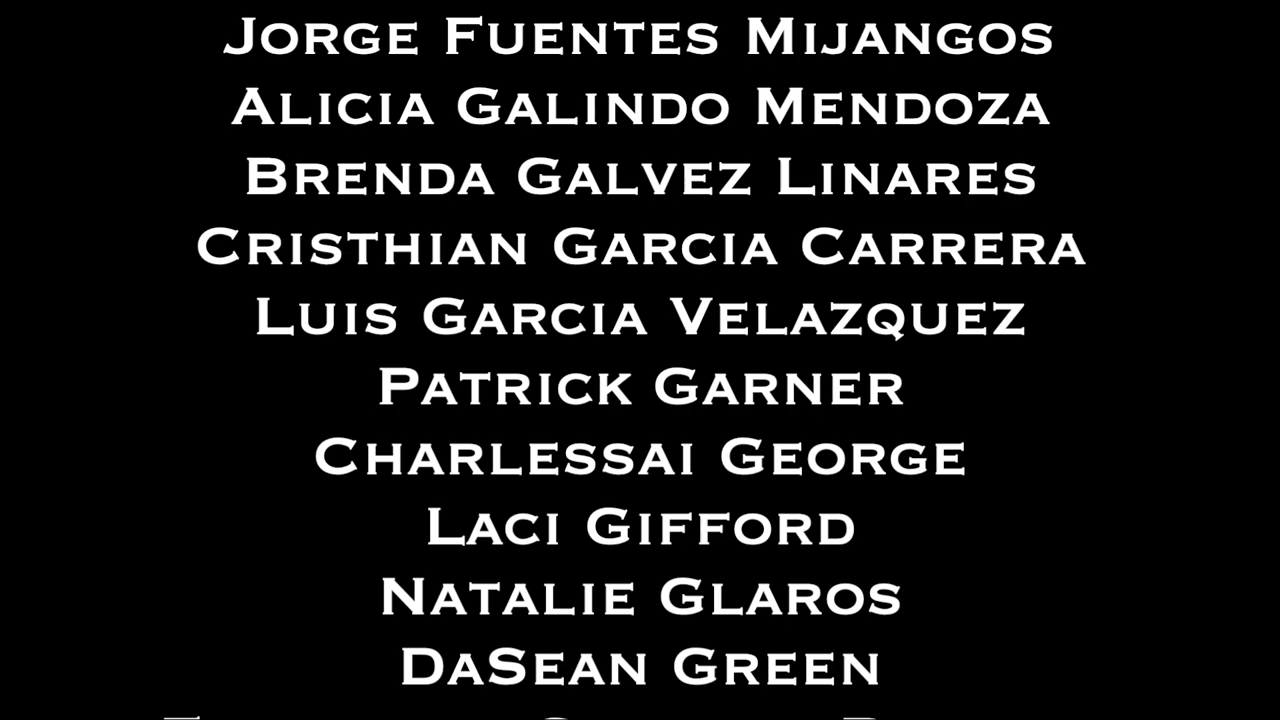 Jorge Fuentes Mijangos
Alicia Galindo Mendoza
Brenda Galvez Linares
Cristhian Garcia Carrera
Luis Garcia Velazquez
Patrick Garner
Charlessai George
Laci Gifford
Natalie Glaros
DaSean Green